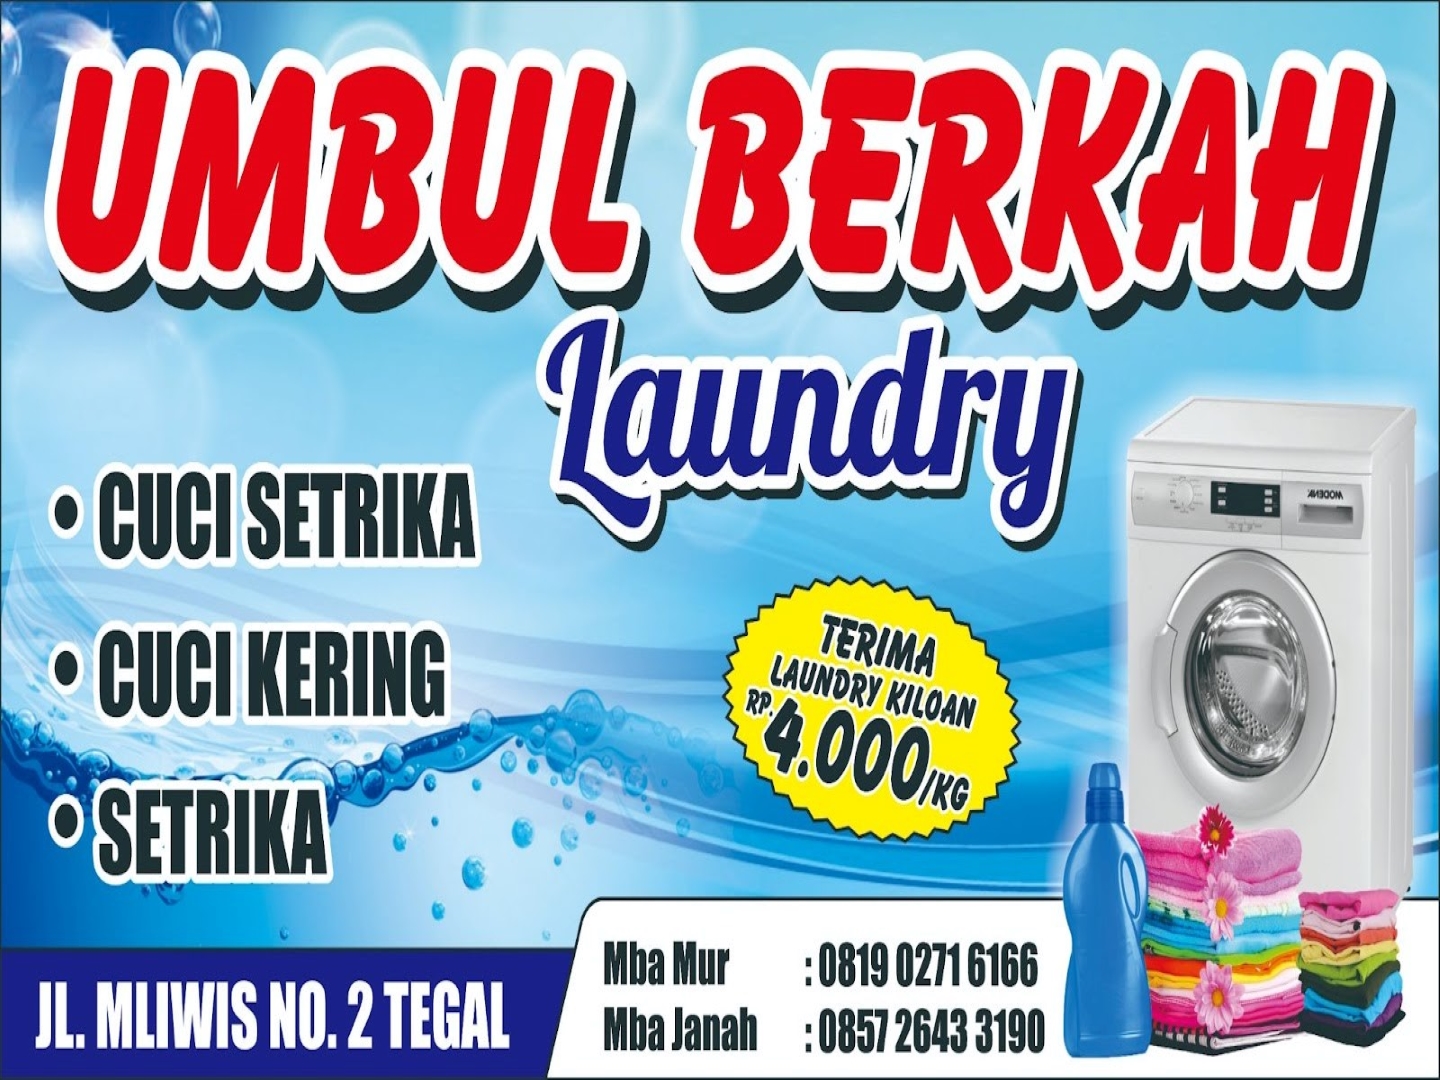 UMBUL BERKAH
Laundry
• CUCI SETRIKA
• CUCI KERING
• SETRIKA
TERIMA
LAUNDRY KILOAN
RP. 4.000/KG
JL. MLIWIS NO. 2 TEGAL
Mba Mur : 0819 0271 6166
Mba Janah : 0857 2643 3190